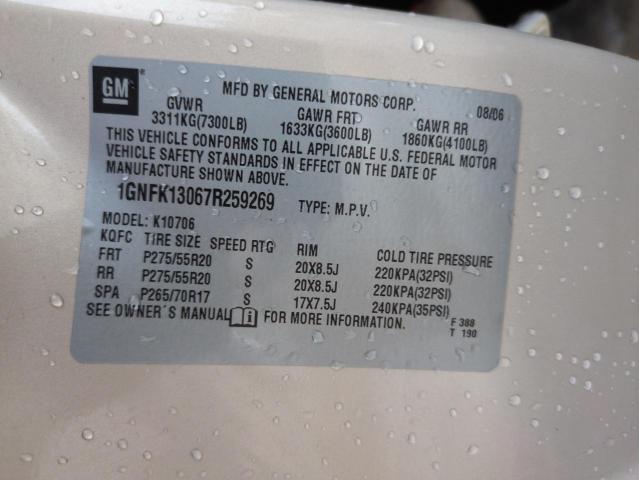 GM ®
MFD BY GENERAL MOTORS CORP. 08/06
GVWR GAWR FRT GAWR RR
3311KG(7300LB) 1633KG(3600LB) 1860KG(4100LB)
THIS VEHICLE CONFORMS TO ALL APPLICABLE U.S. FEDERAL MOTOR
VEHICLE SAFETY STANDARDS IN EFFECT ON THE DATE OF
MANUFACTURE SHOWN ABOVE.
1GNFK13067R259269 TYPE: M.P.V.
MODEL: K10706
KQFC TIRE SIZE SPEED RTG RIM COLD TIRE PRESSURE
FRT P275/55R20 S 20X8.5J 220KPA(32PSI)
RR P275/55R20 S 20X8.5J 220KPA(32PSI)
SPA P265/70R17 S 17X7.5J 240KPA(35PSI)
SEE OWNER'S MANUAL FOR MORE INFORMATION.
F 388
T 190